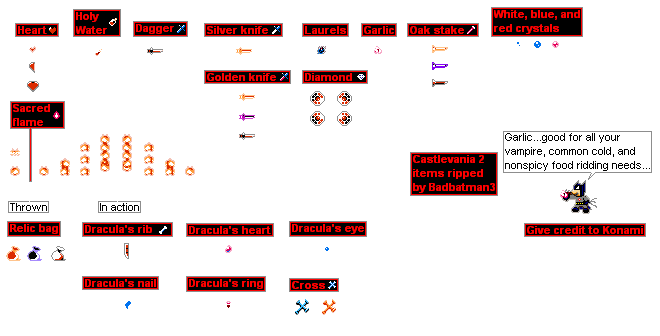 Heart
Holy
Water
Dagger
Silver knife
Laurels
Garlic
Oak stake
White, blue, and
red crystals
Golden knife
Diamond
Sacred
flame
Castlevania 2
items ripped
by Badbatman3
Garlic...good for all your
vampire, common cold, and
nonspicy food ridding needs...
Thrown
In action
Relic bag
Dracula's rib
Dracula's heart
Dracula's eye
Give credit to Konami
Dracula's nail
Dracula's ring
Cross